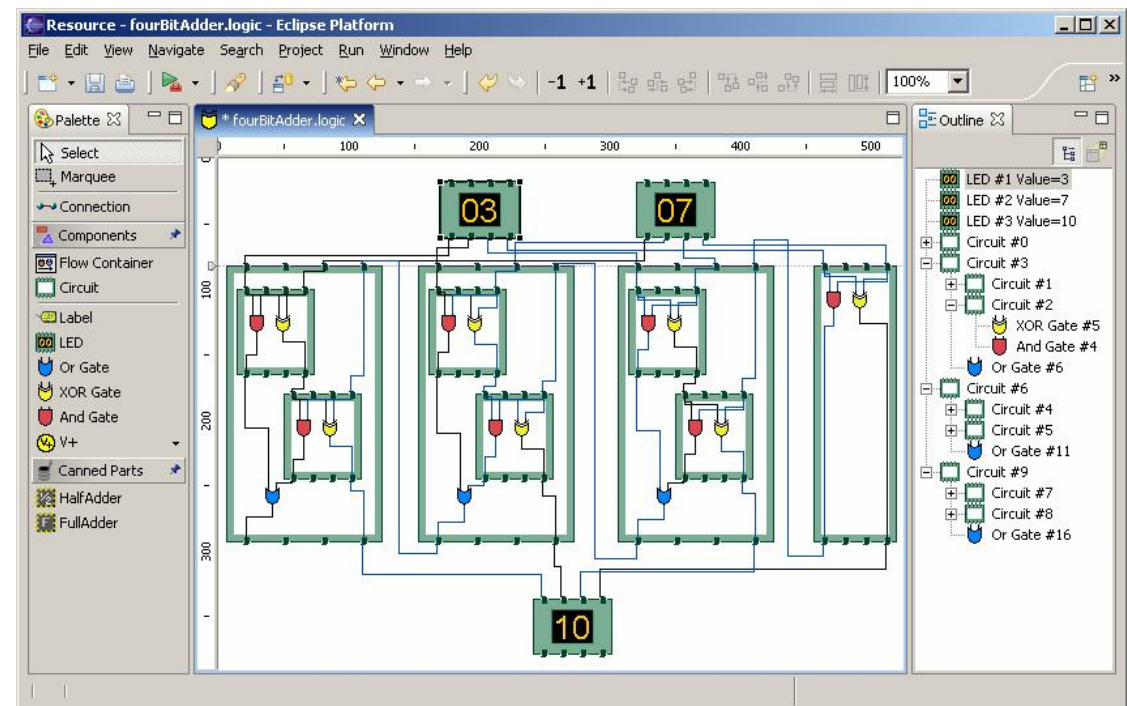 Resource - fourBitAdder.logic - Eclipse Platform
File Edit View Navigate Search Project Run Window Help
-1 +1 100% »
Palette
Select
Marquee
Connection
Components
Flow Container
Circuit
Label
LED
Or Gate
XOR Gate
And Gate
V+
Canned Parts
HalfAdder
FullAdder
* fourBitAdder.logic
0 100 200 300 400 500
0
100
200
300
03 07
10
Outline
LED #1 Value=3
LED #2 Value=7
LED #3 Value=10
Circuit #0
Circuit #3
Circuit #1
Circuit #2
XOR Gate #5
And Gate #4
Or Gate #6
Circuit #6
Circuit #4
Circuit #5
Or Gate #11
Circuit #9
Circuit #7
Circuit #8
Or Gate #16